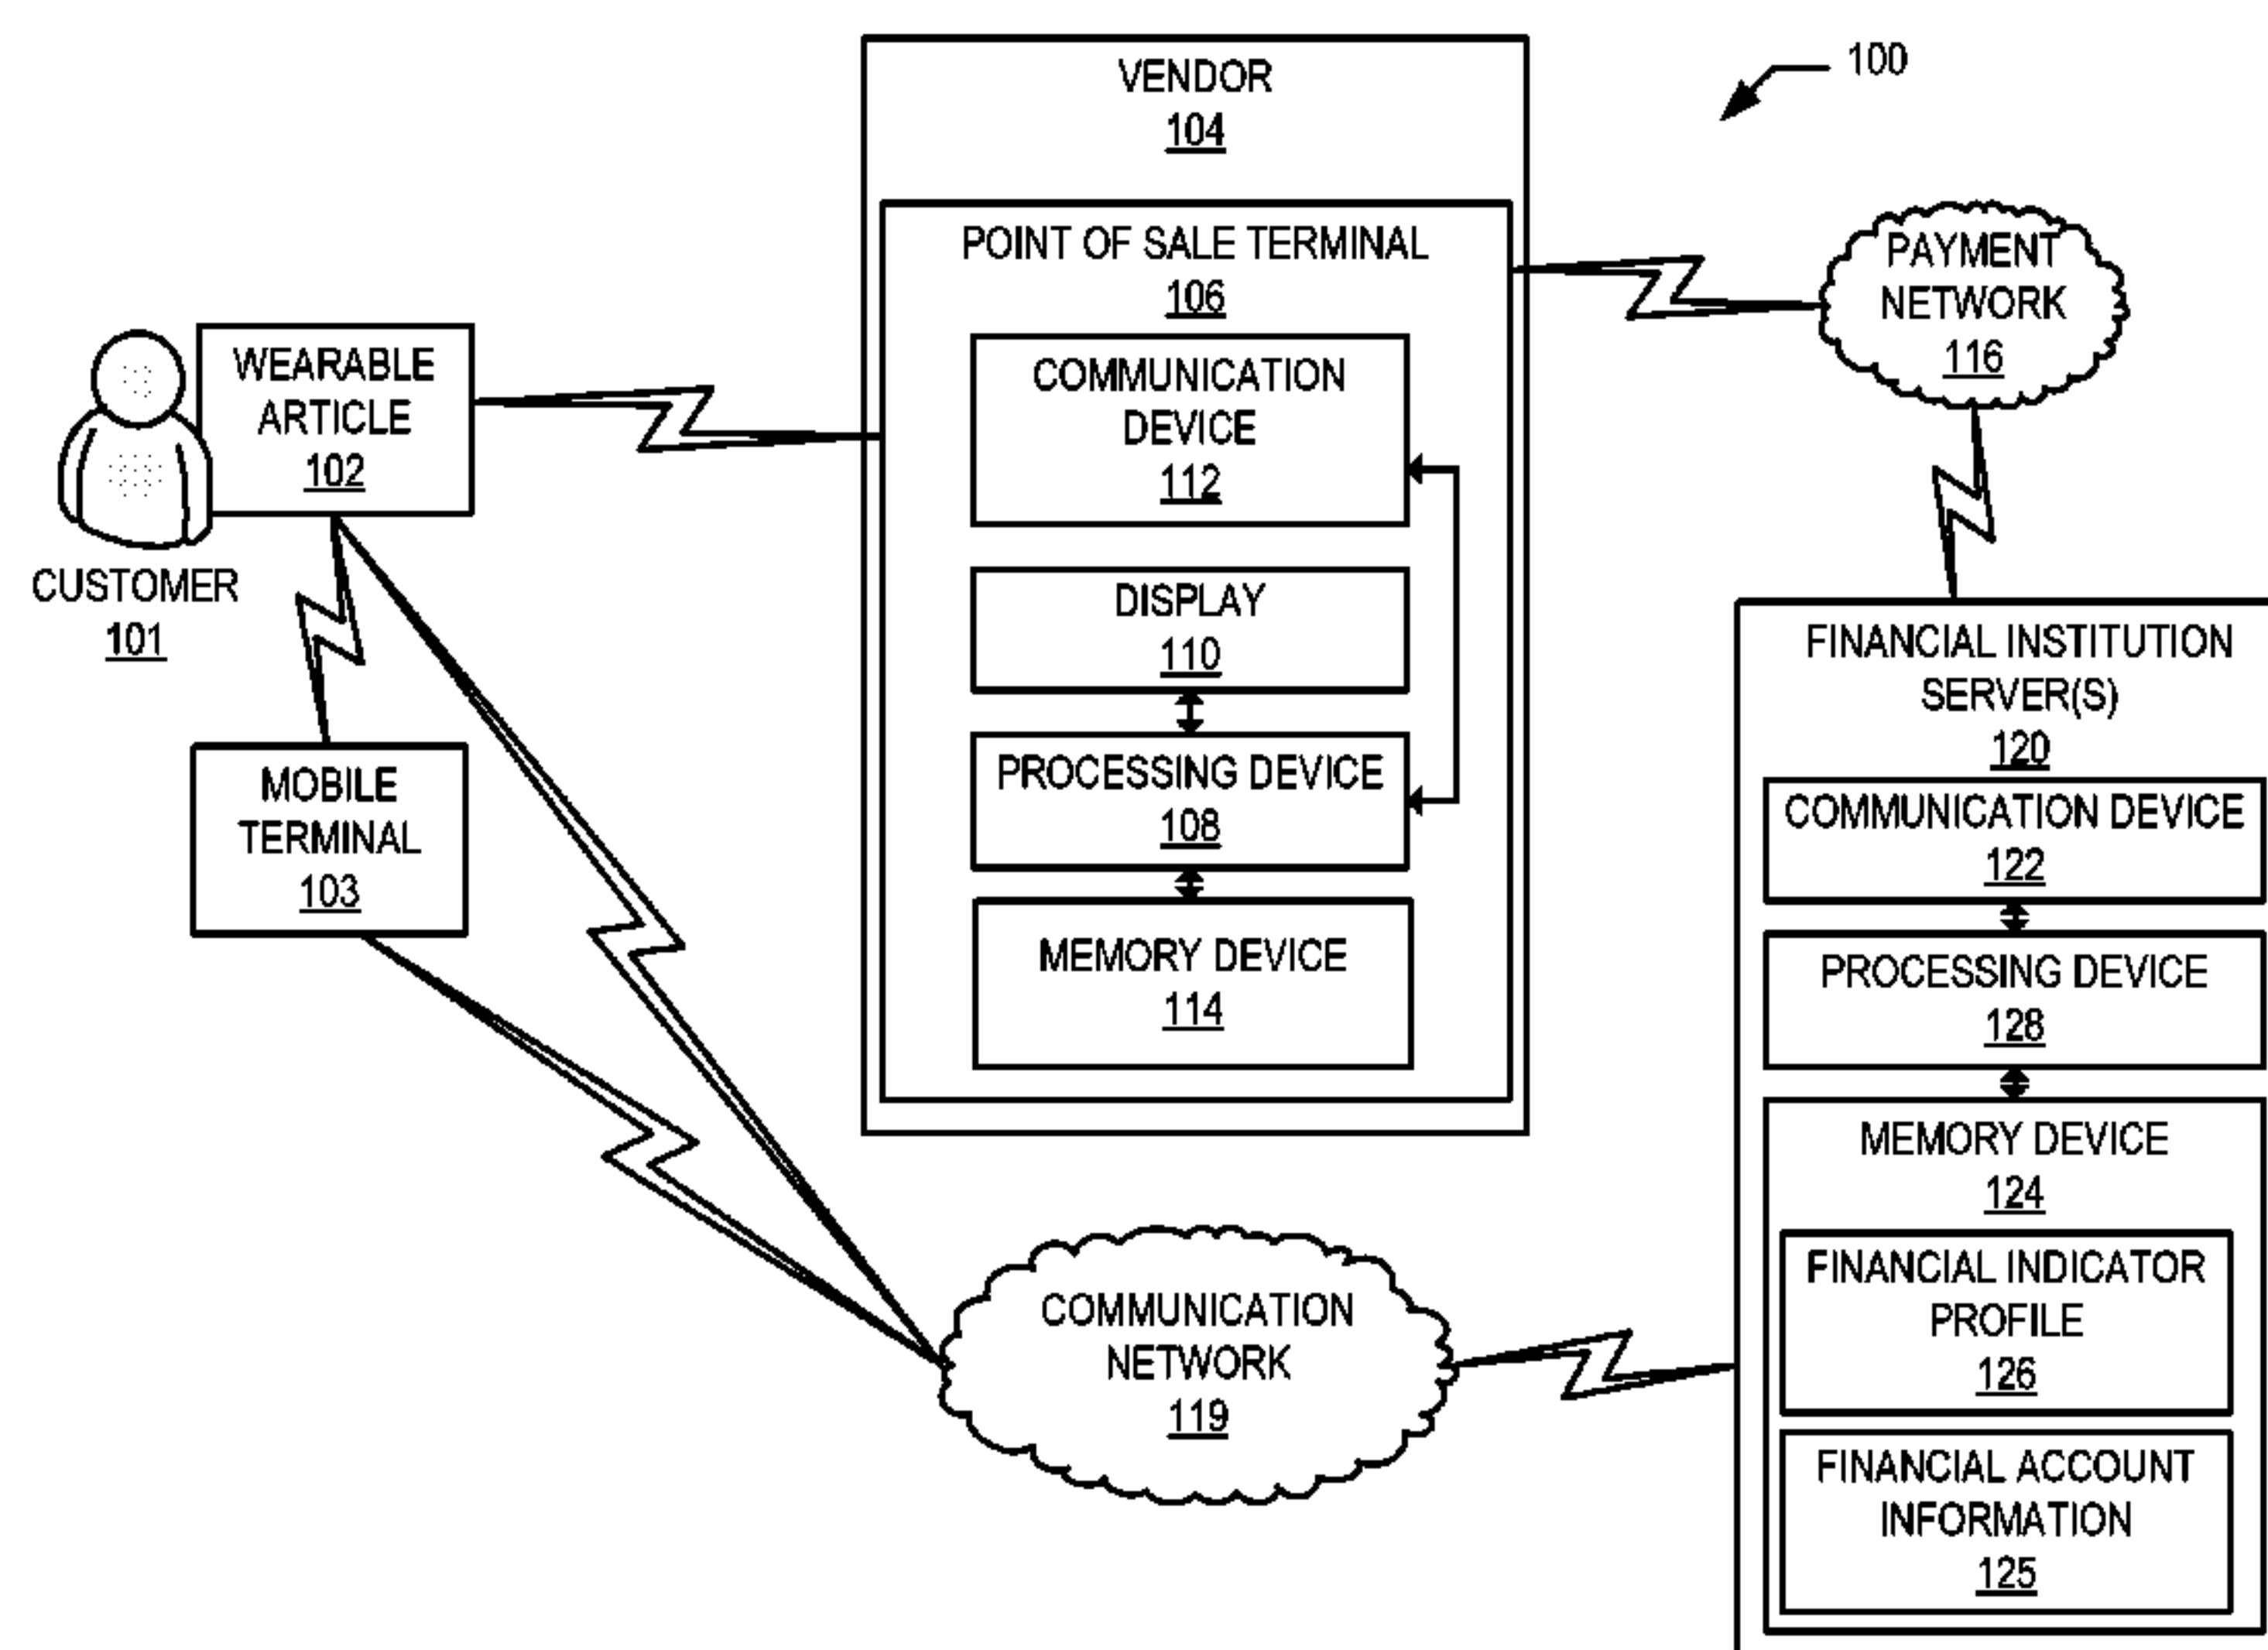 100
VENDOR
104
POINT OF SALE TERMINAL
106
COMMUNICATION
DEVICE
112
DISPLAY
110
PROCESSING DEVICE
108
MEMORY DEVICE
114
PAYMENT
NETWORK
116
WEARABLE
ARTICLE
102
CUSTOMER
101
MOBILE
TERMINAL
103
COMMUNICATION
NETWORK
119
FINANCIAL INSTITUTION
SERVER(S)
120
COMMUNICATION DEVICE
122
PROCESSING DEVICE
128
MEMORY DEVICE
124
FINANCIAL INDICATOR
PROFILE
126
FINANCIAL ACCOUNT
INFORMATION
125